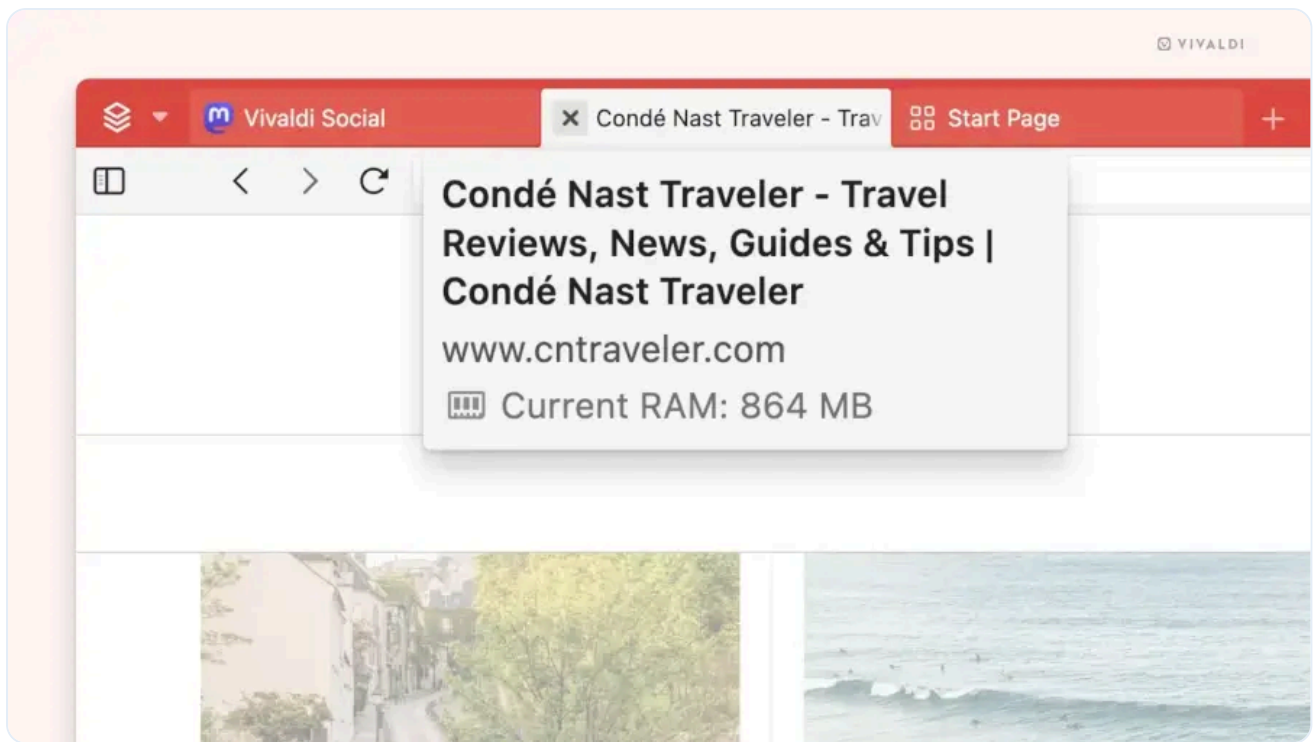 VIVALDI
Vivaldi Social
Condé Nast Traveler - Trav
Start Page
Condé Nast Traveler - Travel
Reviews, News, Guides & Tips |
Condé Nast Traveler
www.cntraveler.com
Current RAM: 864 MB